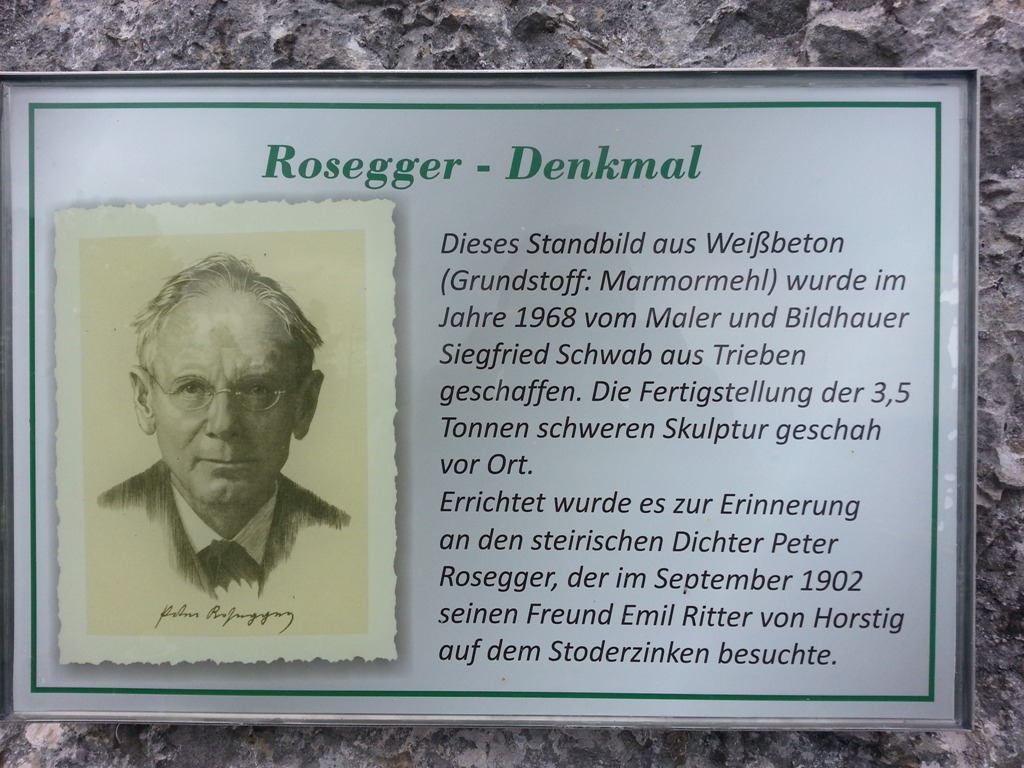 Rosegger - Denkmal
Dieses Standbild aus Weißbeton
(Grundstoff: Marmormehl) wurde im
Jahre 1968 vom Maler und Bildhauer
Siegfried Schwab aus Trieben
geschaffen. Die Fertigstellung der 3,5
Tonnen schweren Skulptur geschah
vor Ort.
Errichtet wurde es zur Erinnerung
an den steirischen Dichter Peter
Rosegger, der im September 1902
seinen Freund Emil Ritter von Horstig
auf dem Stoderzinken besuchte.
Peter Rosegger